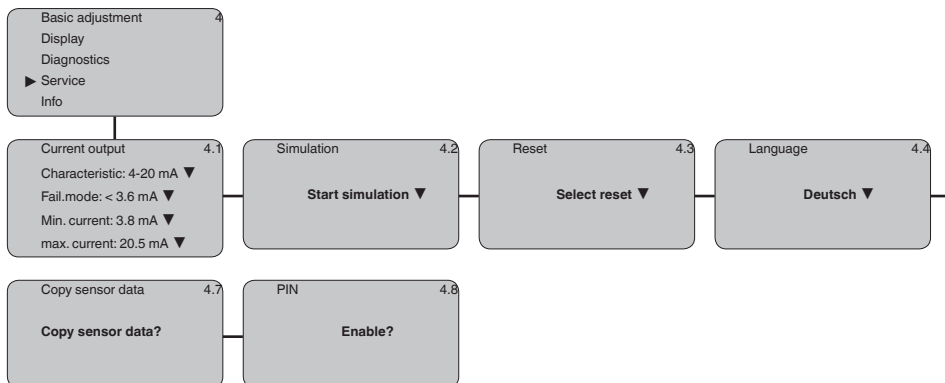 Basic adjustment 4
Display
Diagnostics
▶ Service
Info
Current output 4.1
Characteristic: 4-20 mA ▼
Fail.mode: < 3.6 mA ▼
Min. current: 3.8 mA ▼
max. current: 20.5 mA ▼
Simulation 4.2
Start simulation ▼
Reset 4.3
Select reset ▼
Language 4.4
Deutsch ▼
Copy sensor data 4.7
Copy sensor data?
PIN 4.8
Enable?